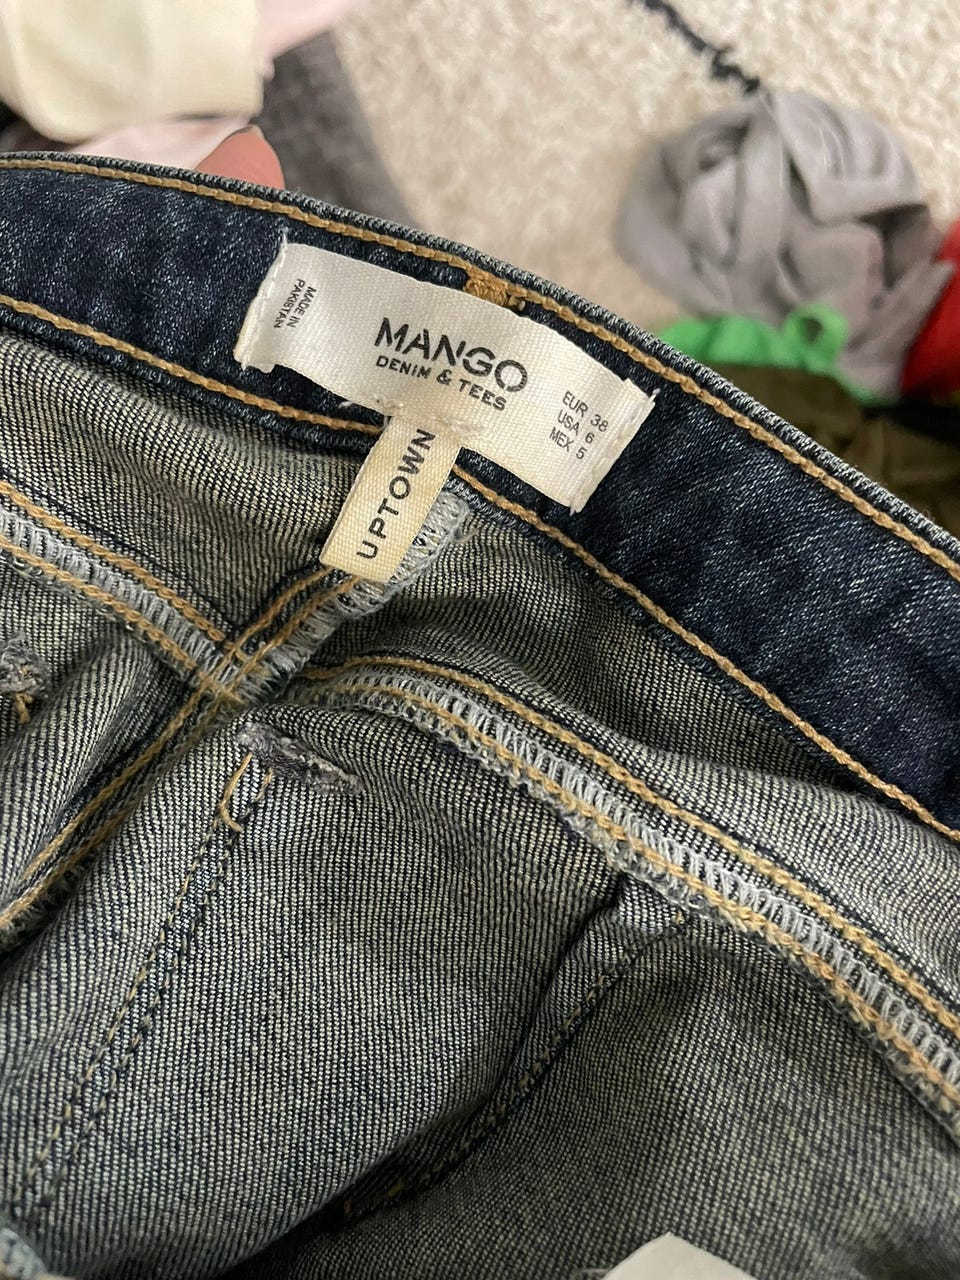 MADE IN
PAKISTAN
MANGO
DENIM & TEES
EUR 38
USA 6
MEX 5
UPTOWN